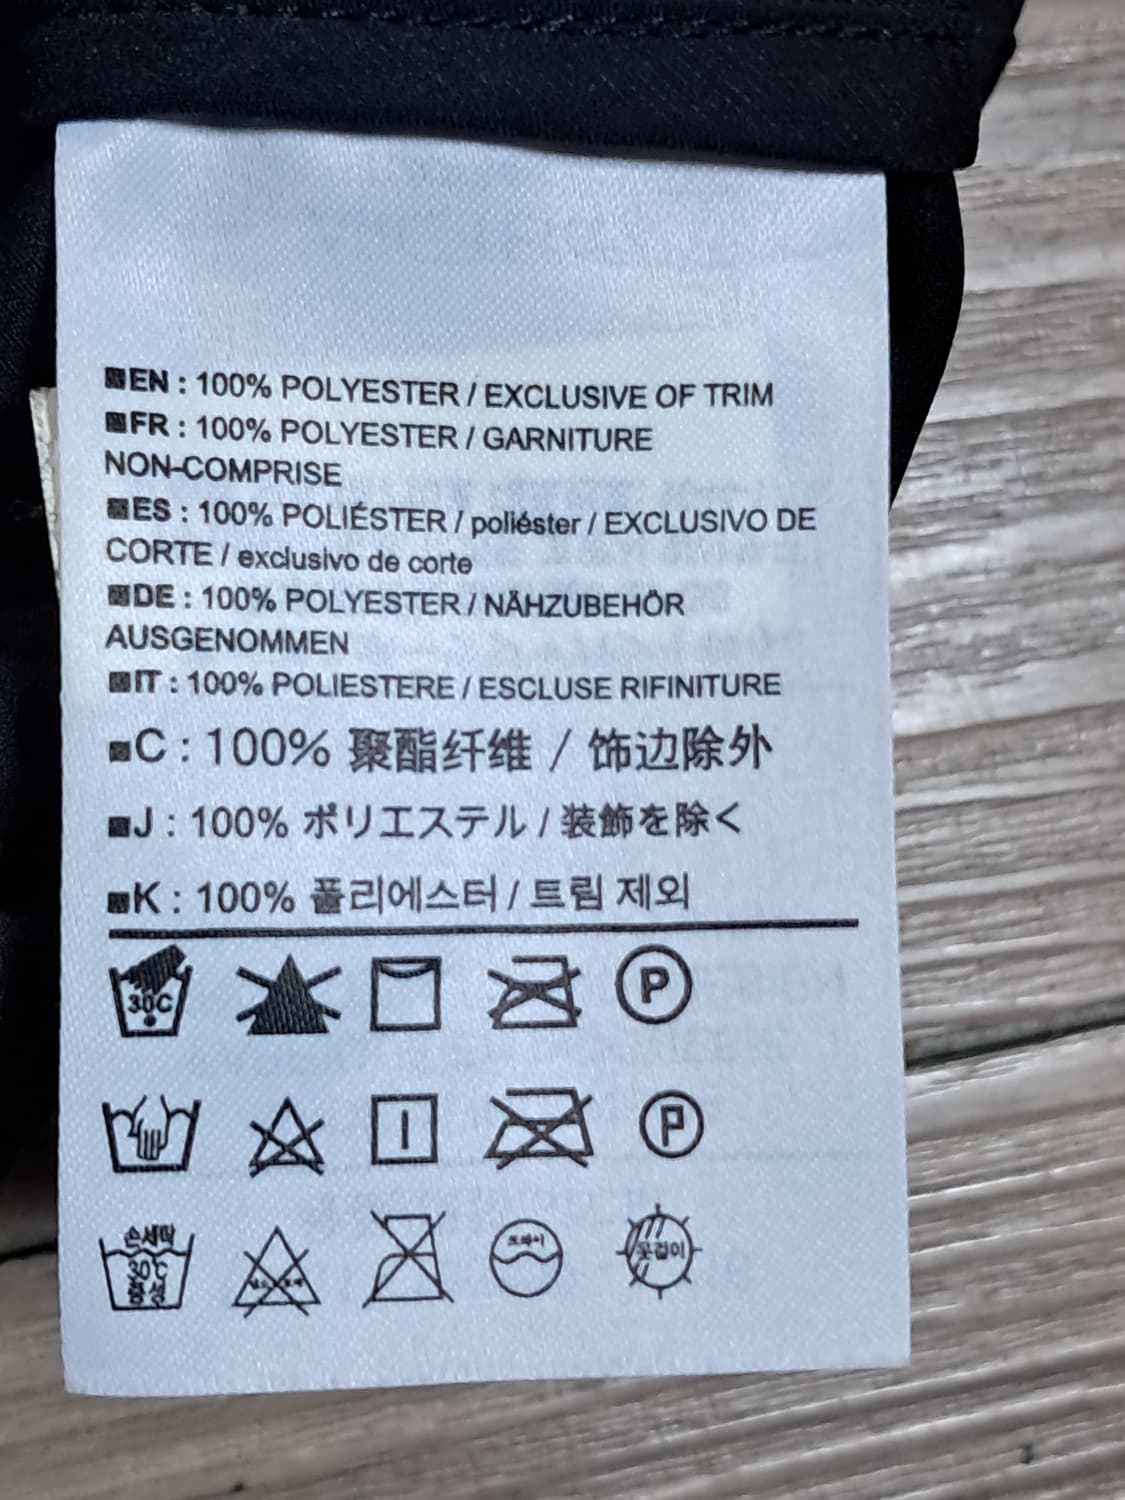 EN : 100% POLYESTER / EXCLUSIVE OF TRIM
FR : 100% POLYESTER / GARNITURE
NON-COMPRISE
ES : 100% POLIÉSTER / poliéster / EXCLUSIVO DE
CORTE / exclusivo de corte
DE : 100% POLYESTER / NÄHZUBEHÖR
AUSGENOMMEN
IT : 100% POLIESTERE / ESCLUSE RIFINITURE
C : 100% 聚酯纤维 / 饰边除外
J : 100% ポリエステル / 装飾を除く
K : 100% 폴리에스터 / 트림 제외
30C P
P
손세탁 드라이 옷걸이
30℃
중성